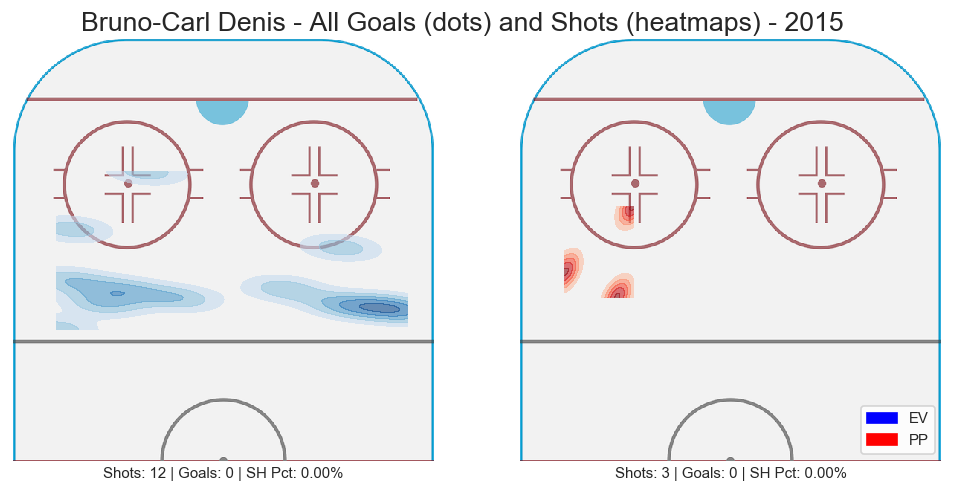 Bruno-Carl Denis - All Goals (dots) and Shots (heatmaps) - 2015
EV
PP
Shots: 12 | Goals: 0 | SH Pct: 0.00%
Shots: 3 | Goals: 0 | SH Pct: 0.00%